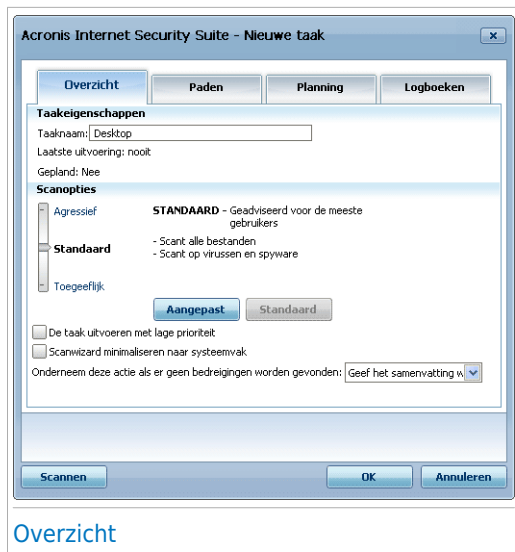 Acronis Internet Security Suite - Nieuwe taak
Overzicht Paden Planning Logboeken
Taakeigenschappen
Taaknaam: Desktop
Laatste uitvoering: nooit
Gepland: Nee
Scanopties
Agressief
STANDAARD - Geadviseerd voor de meeste
gebruikers
Standaard
- Scant alle bestanden
- Scant op virussen en spyware
Toegeeflijk
Aangepast Standaard
De taak uitvoeren met lage prioriteit
Scanwizard minimaliseren naar systeemvak
Onderneem deze actie als er geen bedreigingen worden gevonden: Geef het samenvatting w
Scannen OK Annuleren
Overzicht